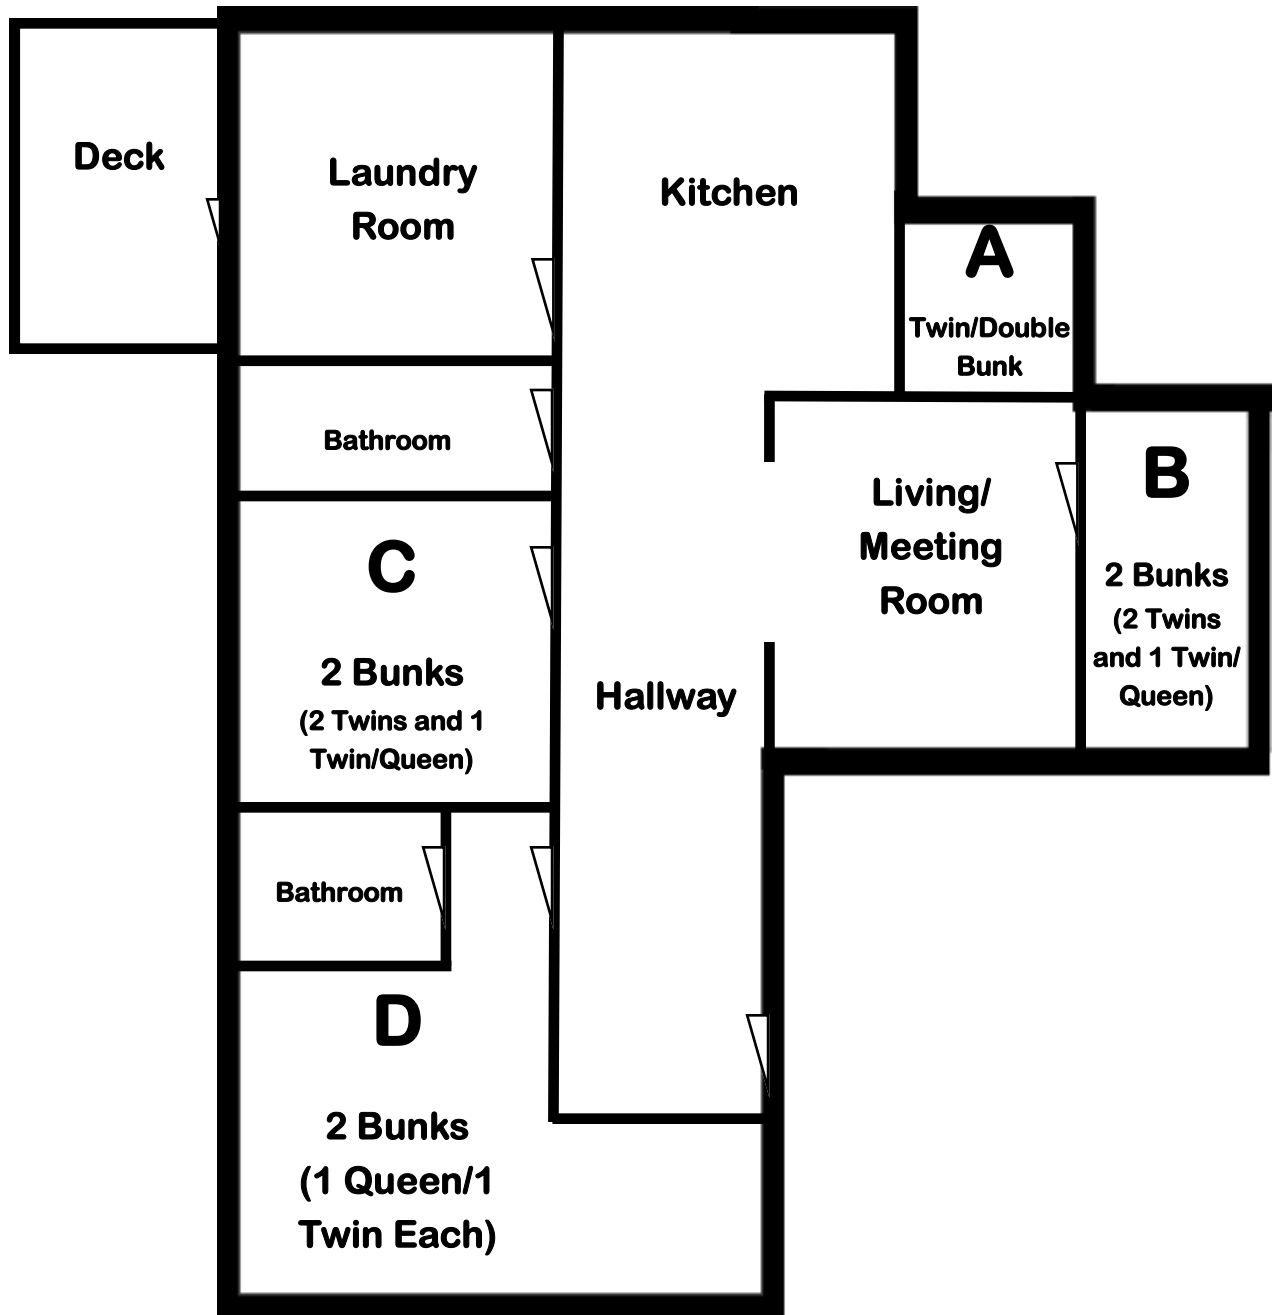 Deck
Laundry
Room
Kitchen
A
Twin/Double
Bunk
Bathroom
Living/
Meeting
Room
B
2 Bunks
(2 Twins
and 1 Twin/
Queen)
C
2 Bunks
(2 Twins and 1
Twin/Queen)
Hallway
Bathroom
D
2 Bunks
(1 Queen/1
Twin Each)